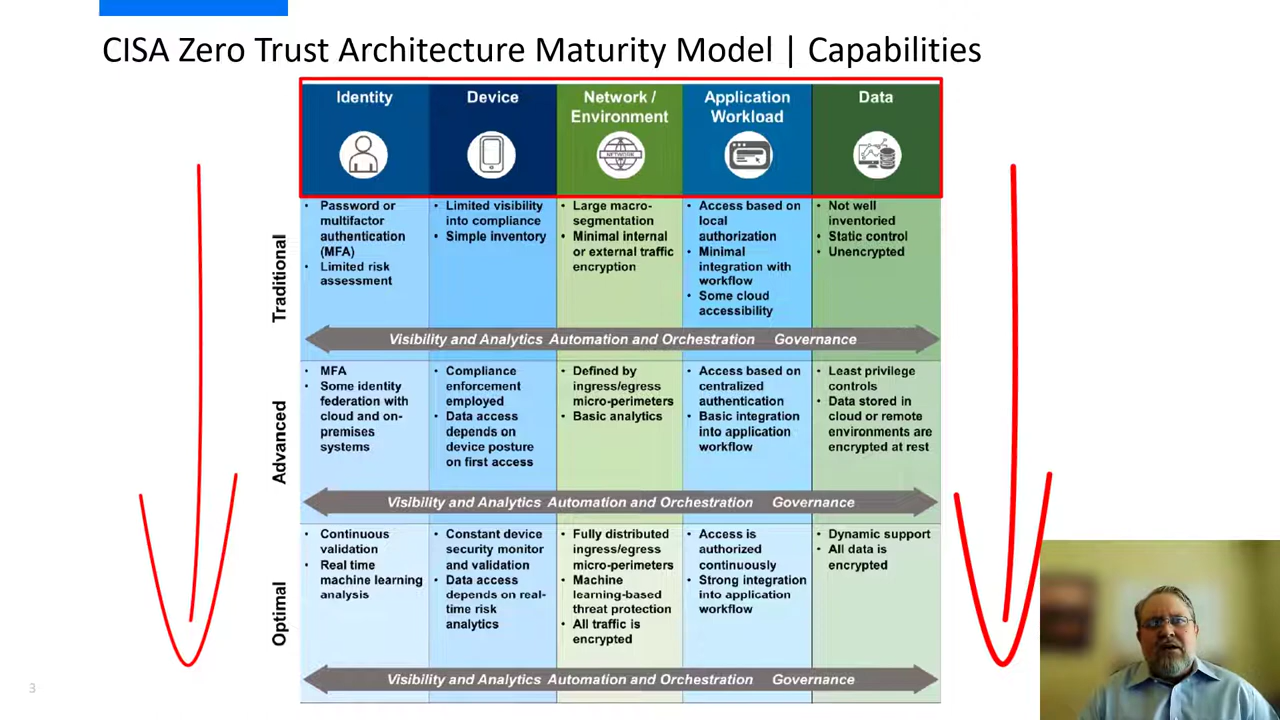 CISA Zero Trust Architecture Maturity Model | Capabilities
Identity
Device
Network /
Environment
Application
Workload
Data
NETWORK
Traditional
• Password or
multifactor
authentication
(MFA)
• Limited risk
assessment
• Limited visibility
into compliance
• Simple inventory
• Large macro-
segmentation
• Minimal internal
or external traffic
encryption
• Access based on
local
authorization
• Minimal
integration with
workflow
• Some cloud
accessibility
• Not well
inventoried
• Static control
• Unencrypted
Visibility and Analytics Automation and Orchestration Governance
Advanced
• MFA
• Some identity
federation with
cloud and on-
premises
systems
• Compliance
enforcement
employed
• Data access
depends on
device posture
on first access
• Defined by
ingress/egress
micro-perimeters
• Basic analytics
• Access based on
centralized
authentication
• Basic integration
into application
workflow
• Least privilege
controls
• Data stored in
cloud or remote
environments are
encrypted at rest
Visibility and Analytics Automation and Orchestration Governance
Optimal
• Continuous
validation
• Real time
machine learning
analysis
• Constant device
security monitor
and validation
• Data access
depends on real-
time risk
analytics
• Fully distributed
ingress/egress
micro-perimeters
• Machine
learning-based
threat protection
• All traffic is
encrypted
• Access is
authorized
continuously
• Strong integration
into application
workflow
• Dynamic support
• All data is
encrypted
Visibility and Analytics Automation and Orchestration Governance
3